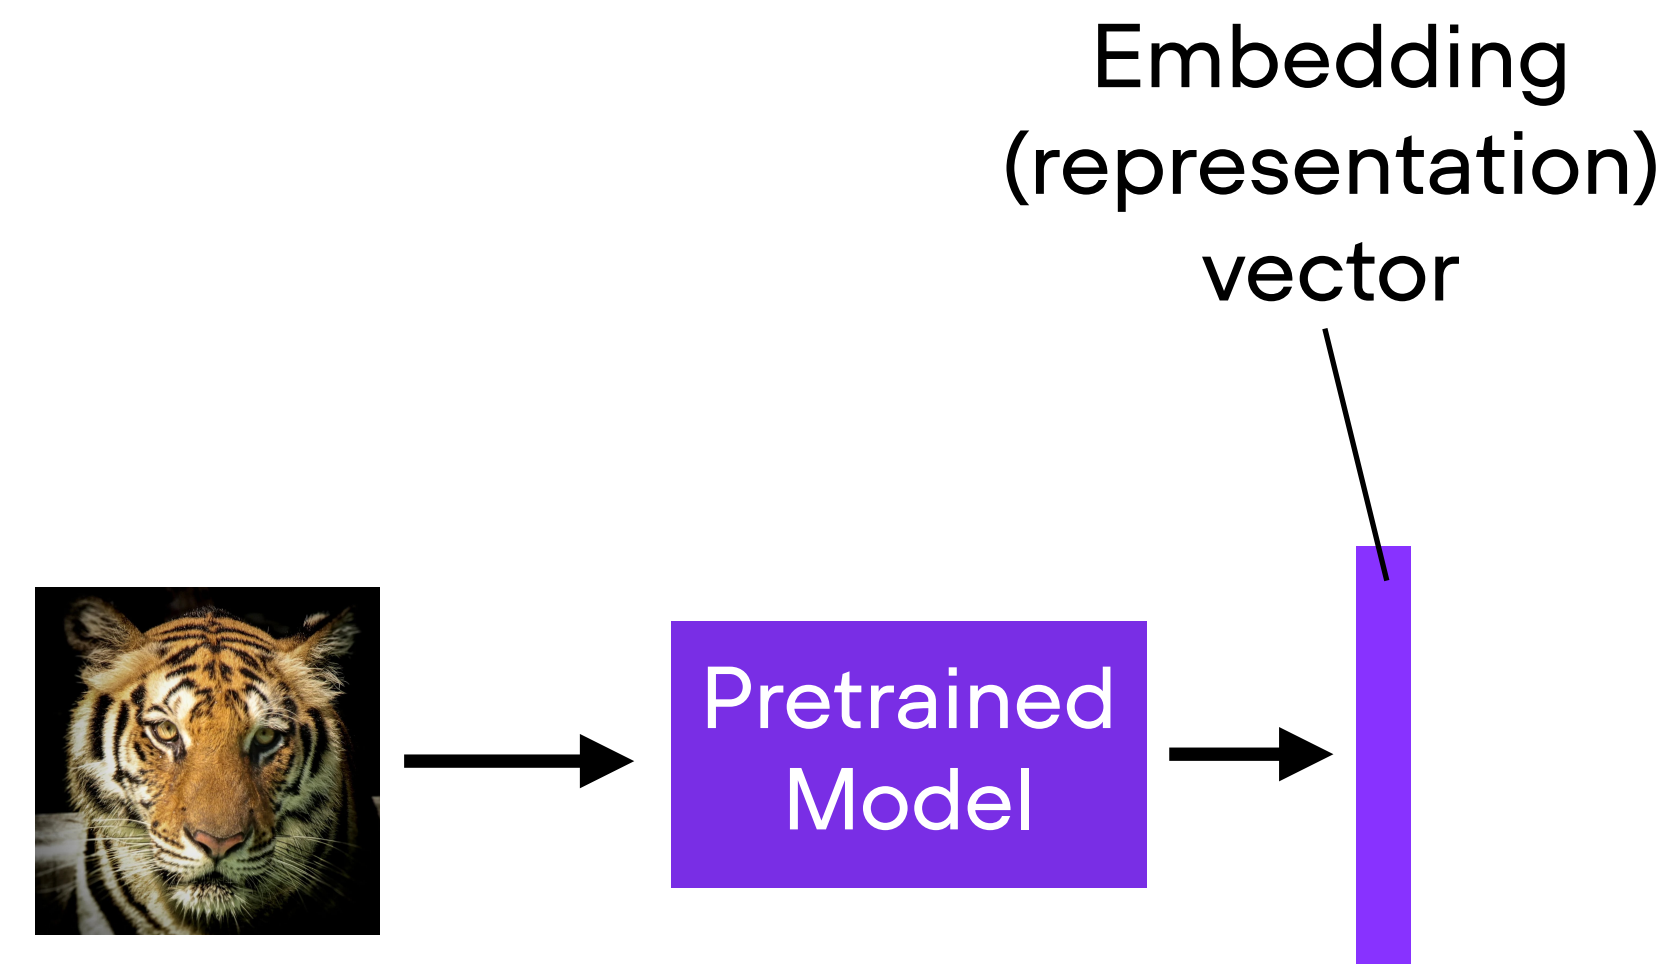 Embedding
(representation)
vector
Pretrained
Model